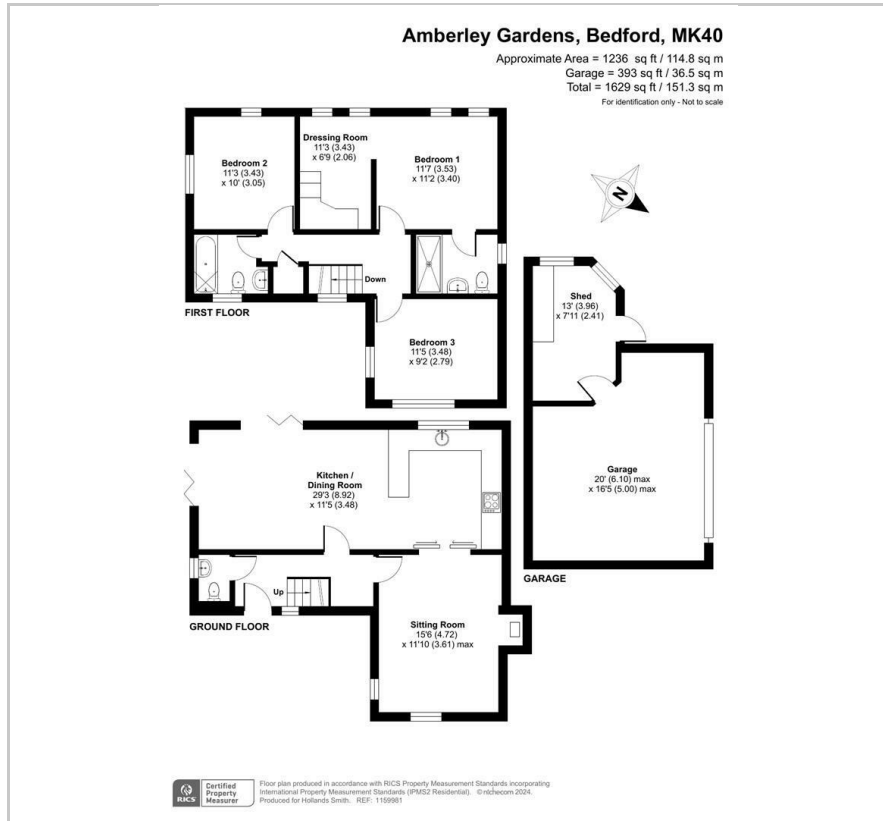 Amberley Gardens, Bedford, MK40
Approximate Area = 1236 sq ft / 114.8 sq m
Garage = 393 sq ft / 36.5 sq m
Total = 1629 sq ft / 151.3 sq m
For identification only - Not to scale
Dressing Room
11'3 (3.43)
x 6'9 (2.06)
Bedroom 2
11'3 (3.43)
x 10' (3.05)
Bedroom 1
11'7 (3.53)
x 11'2 (3.40)
N
Down
FIRST FLOOR
Bedroom 3
11'5 (3.48)
x 9'2 (2.79)
Shed
13' (3.96)
x 7'11 (2.41)
Kitchen /
Dining Room
29'3 (8.92)
x 11'5 (3.48)
Garage
20' (6.10) max
x 16'5 (5.00) max
GARAGE
Up
GROUND FLOOR
Sitting Room
15'6 (4.72)
x 11'10 (3.61) max
RICS
Certified
Property
Measurer
Floor plan produced in accordance with RICS Property Measurement Standards incorporating
International Property Measurement Standards (IPMS2 Residential). © nichecom 2024.
Produced for Hollands Smith. REF: 1159981